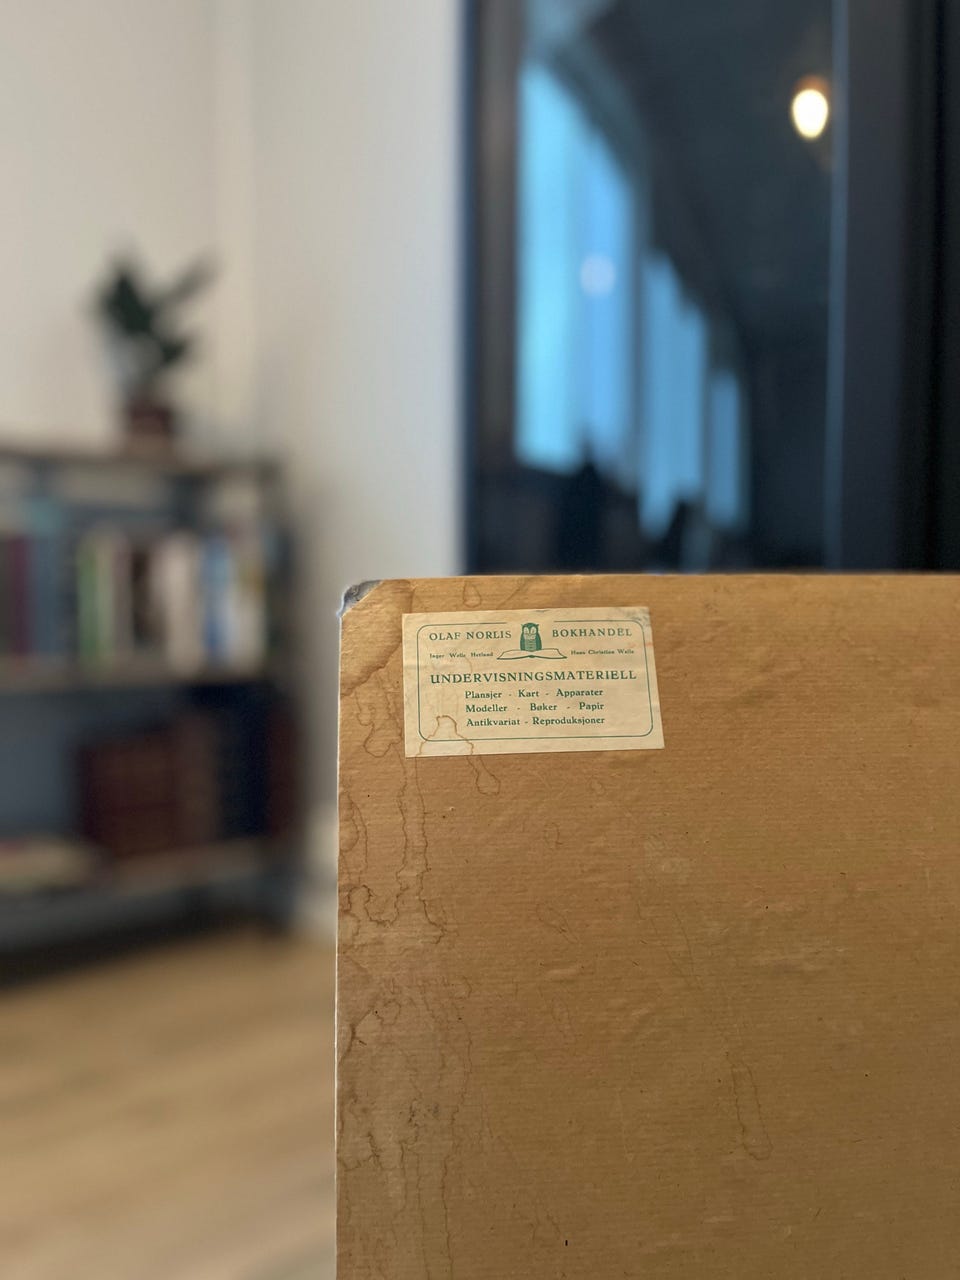 OLAF NORLIS BOKHANDEL
Inger Welle Hetland Hans Christian Welle
UNDERVISNINGSMATERIELL
Plansjer - Kart - Apparater
Modeller - Bøker - Papir
Antikvariat - Reproduksjoner